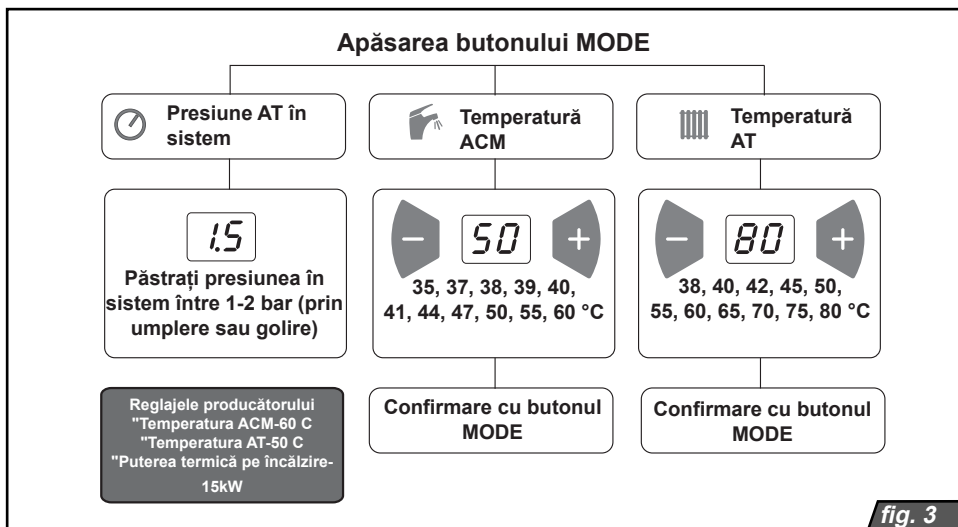 Apăsarea butonului MODE
Presiune AT în
sistem
Temperatură
ACM
Temperatură
AT
1.5
Păstrați presiunea în
sistem între 1-2 bar (prin
umplere sau golire)
− 50 +
35, 37, 38, 39, 40,
41, 44, 47, 50, 55, 60 °C
− 80 +
38, 40, 42, 45, 50,
55, 60, 65, 70, 75, 80 °C
Reglajele producătorului
"Temperatura ACM-60 C
"Temperatura AT-50 C
"Puterea termică pe încălzire-
15kW
Confirmare cu butonul
MODE
Confirmare cu butonul
MODE
fig. 3